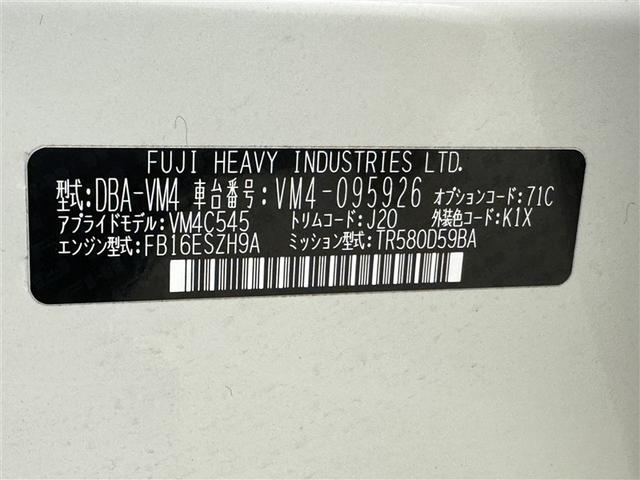 FUJI HEAVY INDUSTRIES LTD.
型式:DBA-VM4 車台番号:VM4-095926 オプションコード:71C
アプライドモデル:VM4C545 トリムコード:J20 外装色コード:K1X
エンジン型式:FB16ESZH9A ミッション型式:TR580D59BA